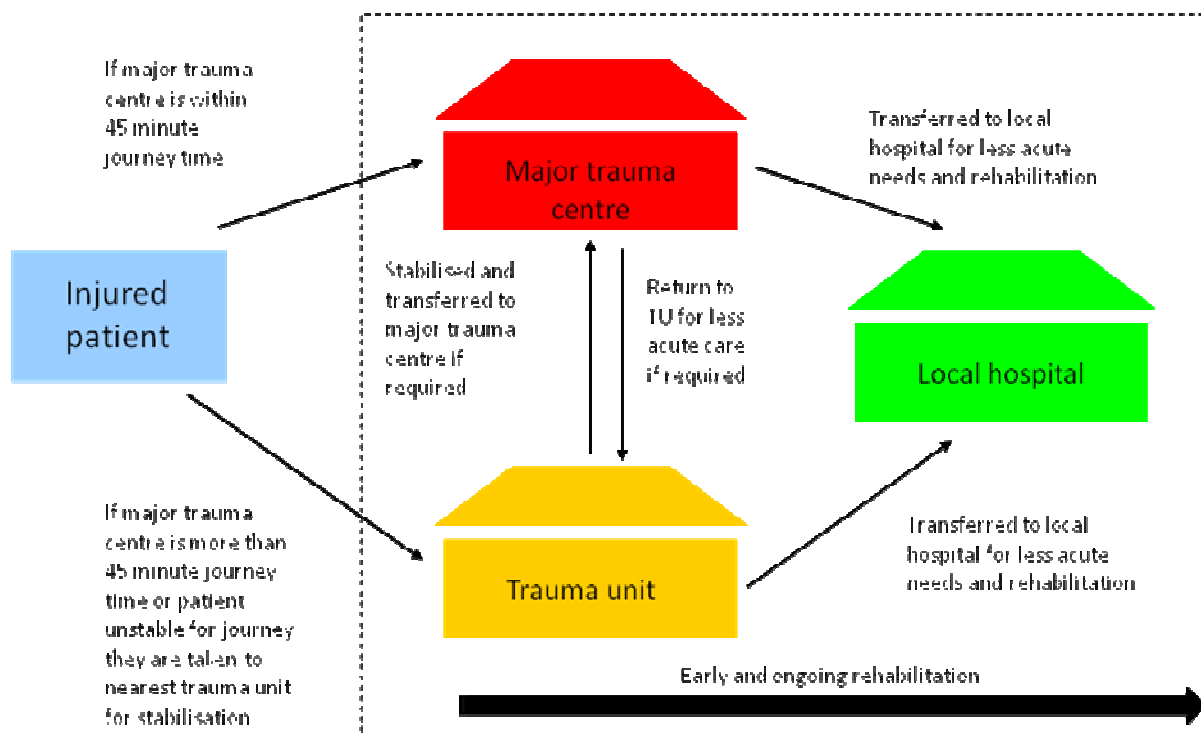 If major trauma
centre is within
45 minute
journey time
Major trauma
centre
Transferred to local
hospital for less acute
needs and rehabilitation
Injured
patient
Stabilised and
transferred to
major trauma
centre if
required
Return to
TU for less
acute care
if required
Local hospital
If major trauma
centre is more than
45 minute journey
time or patient
unstable for journey
they are taken to
nearest trauma unit
for stabilisation
Trauma unit
Transferred to local
hospital for less acute
needs and rehabilitation
Early and ongoing rehabilitation